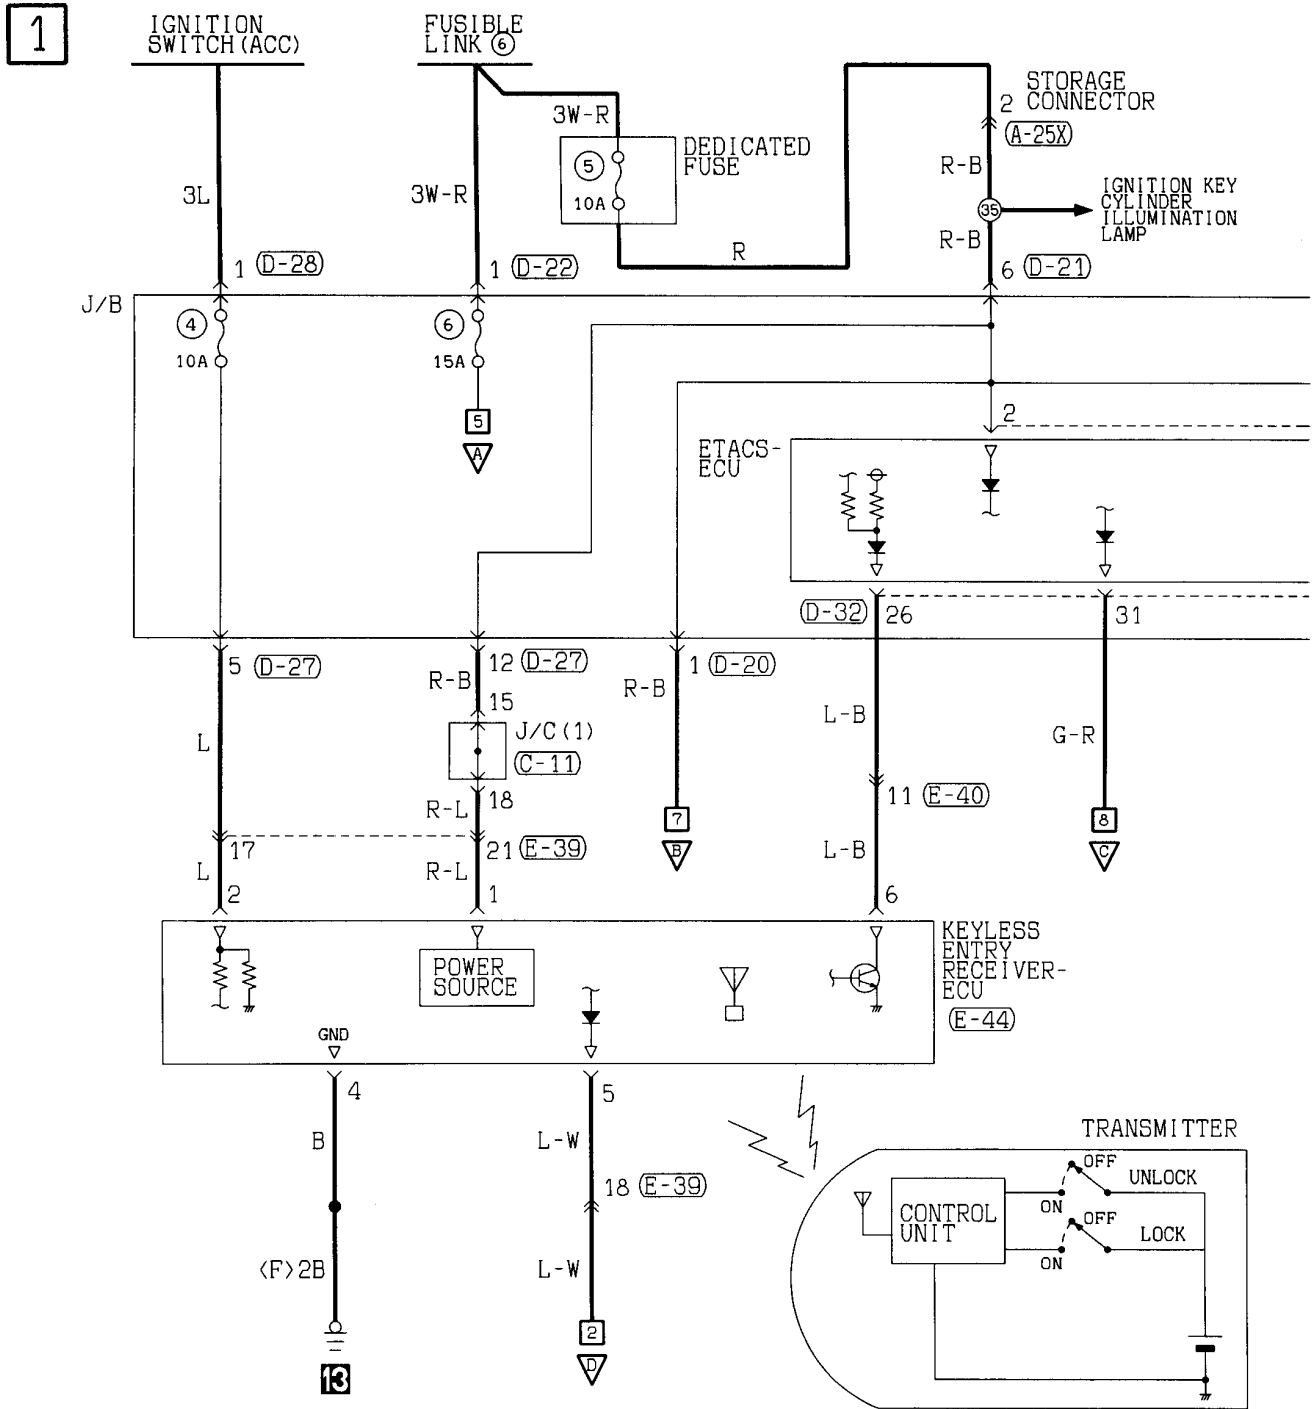 1
IGNITION
SWITCH(ACC)
FUSIBLE
LINK ⑥
3W-R
DEDICATED
FUSE
⑤
10A
2 STORAGE
CONNECTOR
(A-25X)
R-B
35
IGNITION KEY
CYLINDER
ILLUMINATION
LAMP
3L
3W-R
R
R-B
1 (D-28)
1 (D-22)
6 (D-21)
J/B
④
10A
⑥
15A
5
A
2
ETACS-
ECU
(D-32) 26
31
5 (D-27)
12 (D-27)
1 (D-20)
R-B
R-B
15
L
J/C(1)
(C-11)
L-B
G-R
R-L
18
11 (E-40)
7
B
8
C
17
21 (E-39)
L
R-L
L-B
2
1
6
KEYLESS
ENTRY
RECEIVER-
ECU
(E-44)
POWER
SOURCE
GND
4
5
B
L-W
18 (E-39)
<F>2B
L-W
13
2
D
TRANSMITTER
CONTROL
UNIT
OFF
UNLOCK
ON
OFF
LOCK
ON